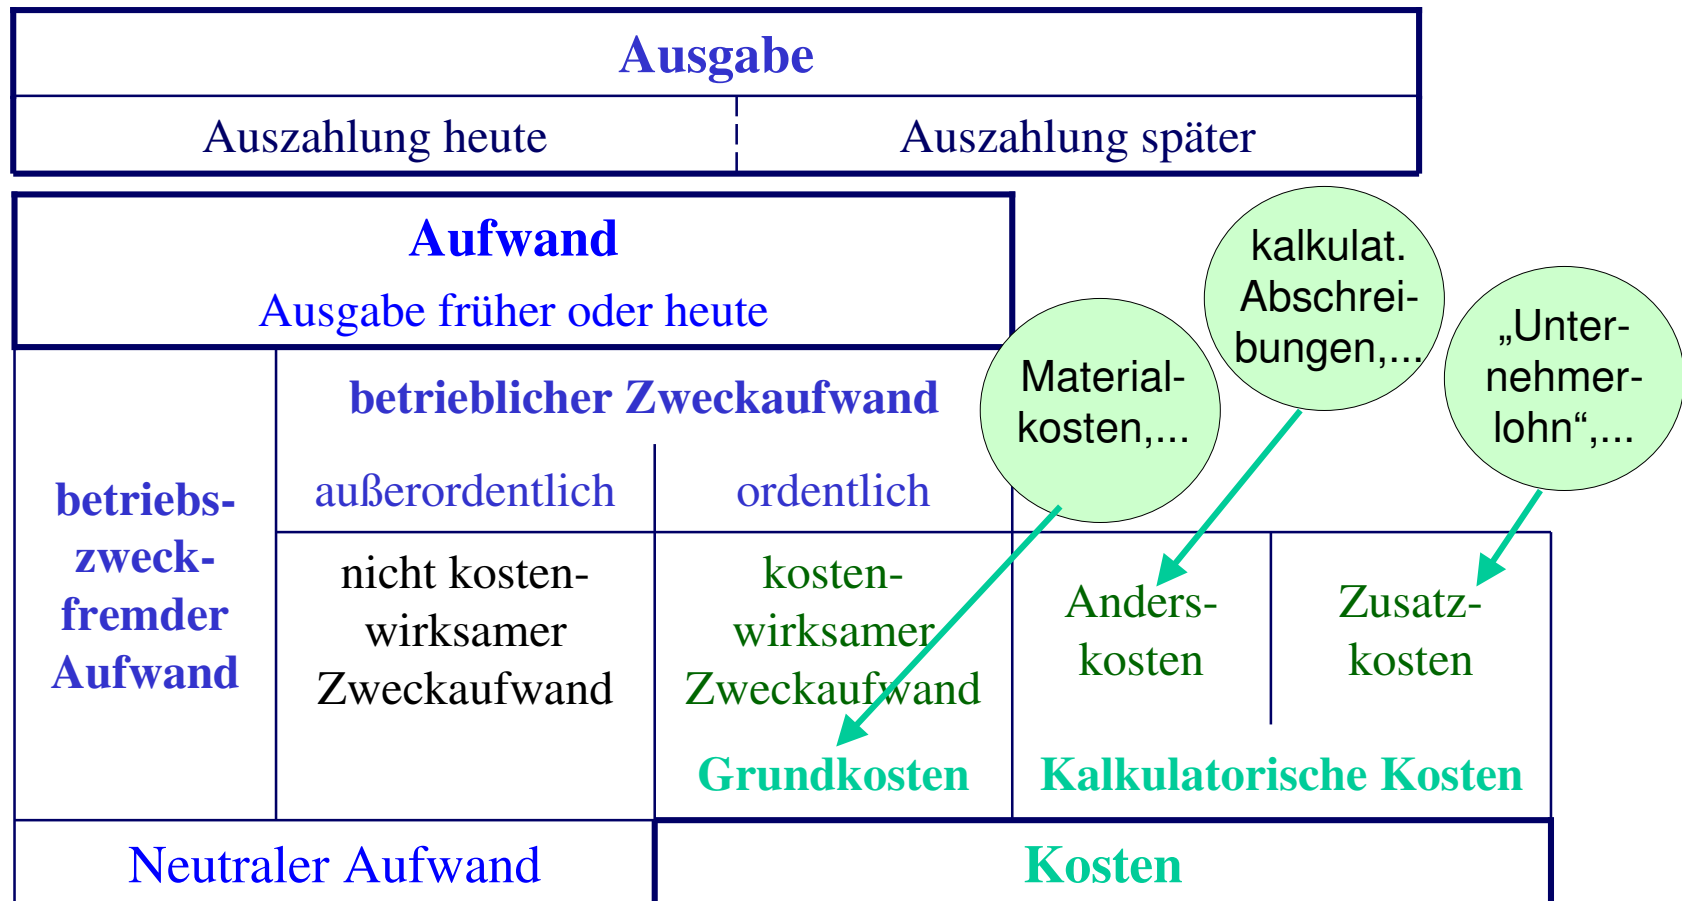 Ausgabe
Auszahlung heute
Auszahlung später
Aufwand
Ausgabe früher oder heute
kalkulat.
Abschrei-
bungen,...
„Unter-
nehmer-
lohn“,...
Material-
kosten,...
betrieblicher Zweckaufwand
außerordentlich
ordentlich
betriebs-
zweck-
fremder
Aufwand
nicht kosten-
wirksamer
Zweckaufwand
kosten-
wirksamer
Zweckaufwand
Grundkosten
Anders-
kosten
Zusatz-
kosten
Kalkulatorische Kosten
Neutraler Aufwand
Kosten